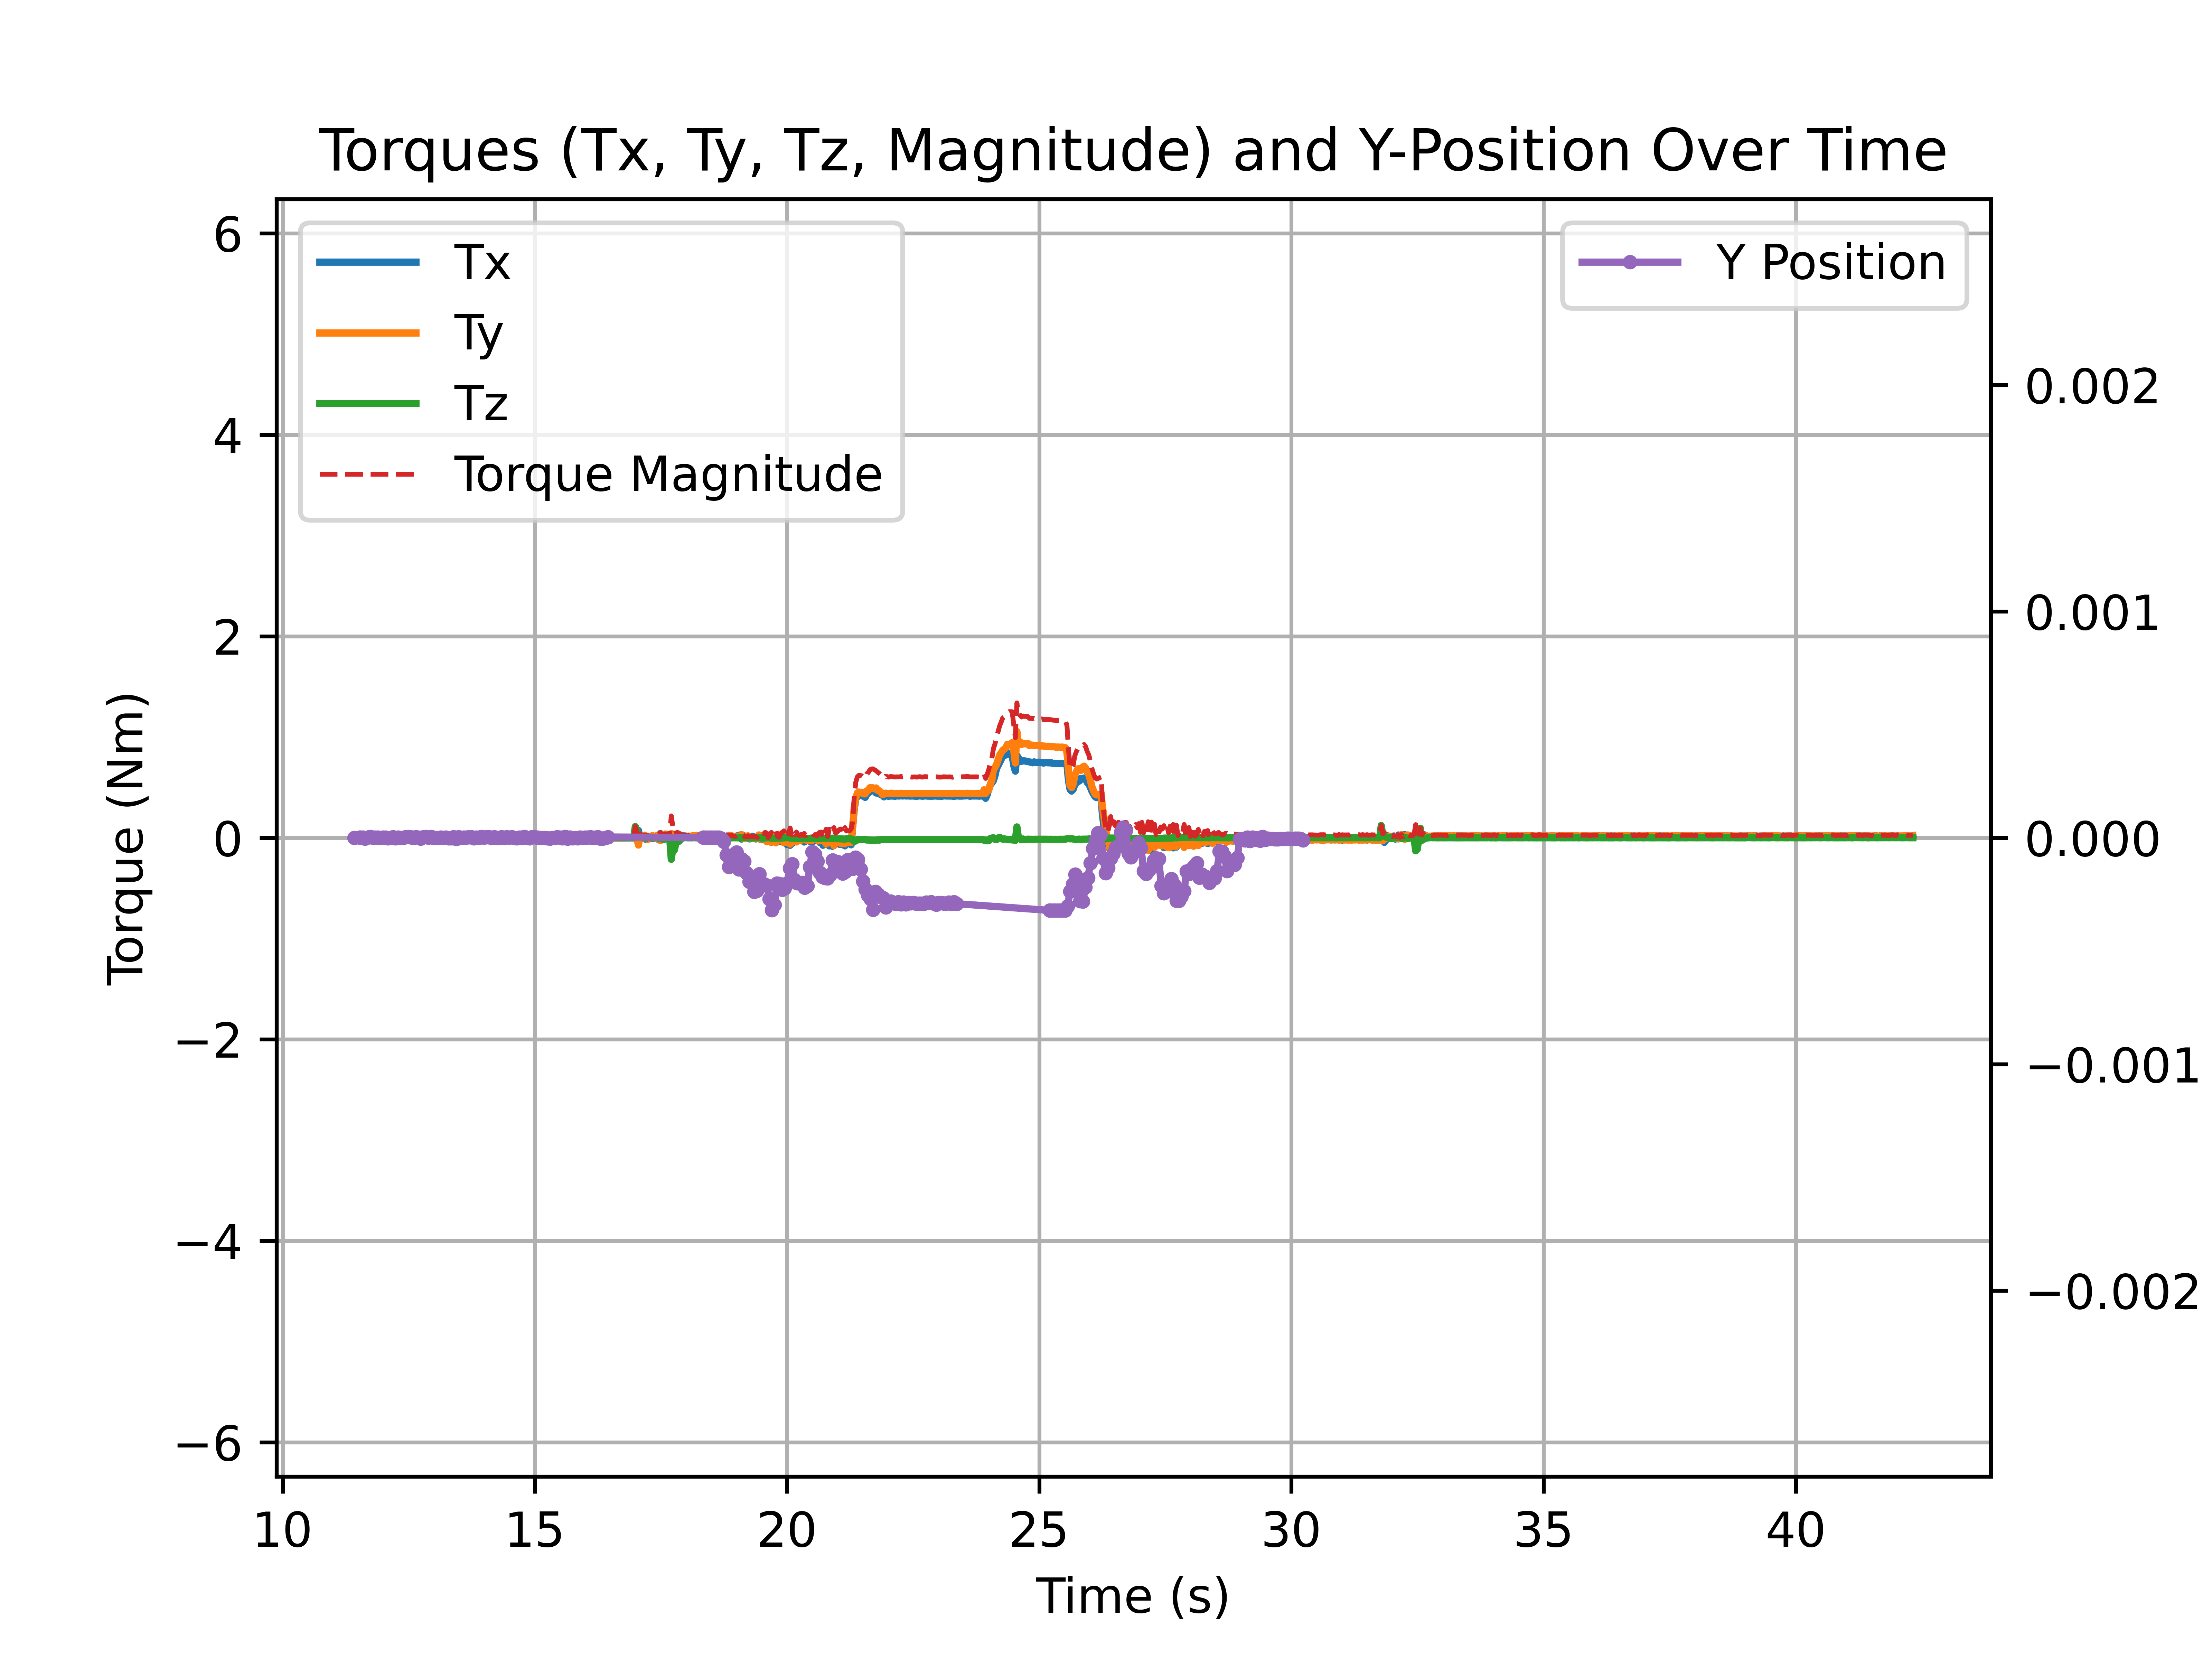 Torques (Tx, Ty, Tz, Magnitude) and Y-Position Over Time
Tx
Ty
Tz
Torque Magnitude
Y Position
Torque (Nm)
6
4
2
0
−2
−4
−6
0.002
0.001
0.000
−0.001
−0.002
10 15 20 25 30 35 40
Time (s)